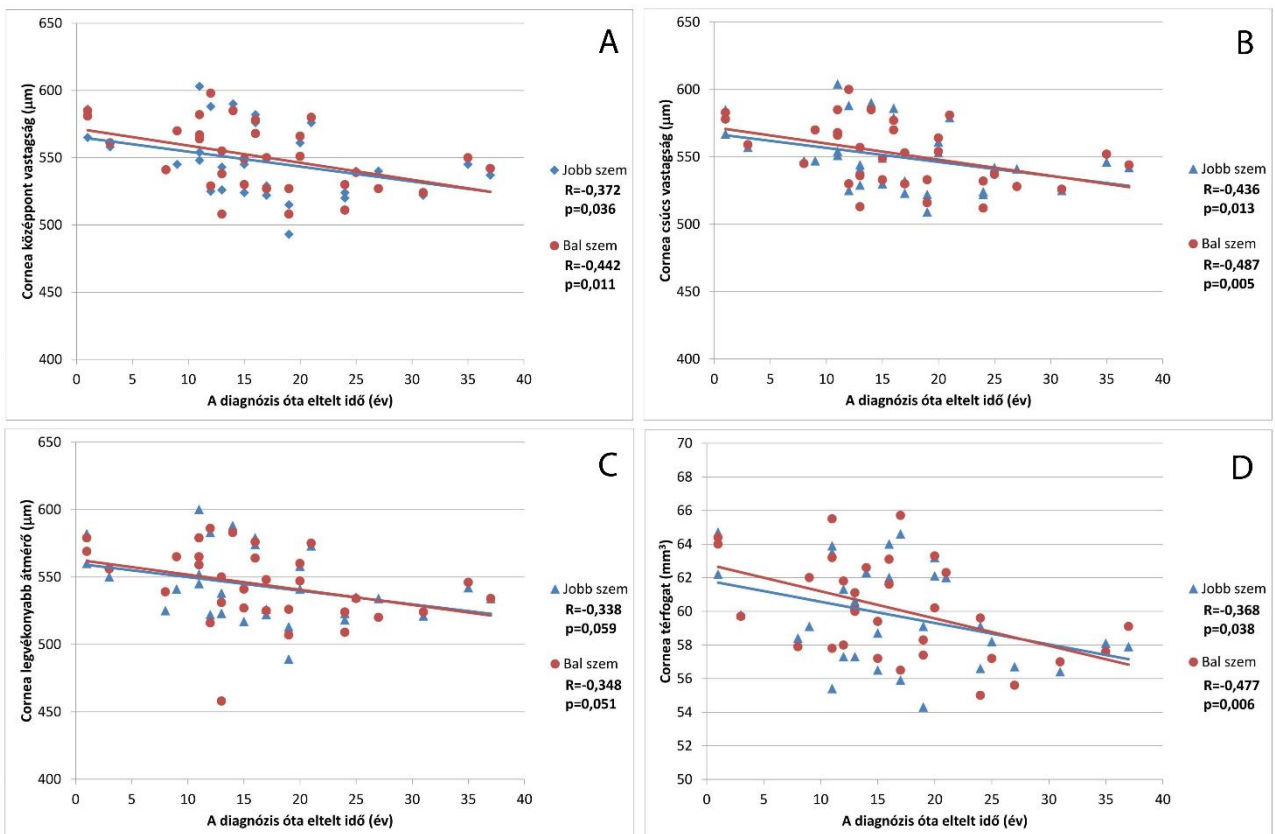 A
Cornea középpont vastagság (µm)
650
600
550
500
450
400
0 5 10 15 20 25 30 35 40
A diagnózis óta eltelt idő (év)
Jobb szem
R=-0,372
p=0,036
Bal szem
R=-0,442
p=0,011
B
Cornea csúcs vastagság (µm)
650
600
550
500
450
400
0 5 10 15 20 25 30 35 40
A diagnózis óta eltelt idő (év)
Jobb szem
R=-0,436
p=0,013
Bal szem
R=-0,487
p=0,005
C
Cornea legvékonyabb átmérő (µm)
650
600
550
500
450
400
0 5 10 15 20 25 30 35 40
A diagnózis óta eltelt idő (év)
Jobb szem
R=-0,338
p=0,059
Bal szem
R=-0,348
p=0,051
D
Cornea térfogat (mm³)
70
68
66
64
62
60
58
56
54
52
50
0 5 10 15 20 25 30 35 40
A diagnózis óta eltelt idő (év)
Jobb szem
R=-0,368
p=0,038
Bal szem
R=-0,477
p=0,006